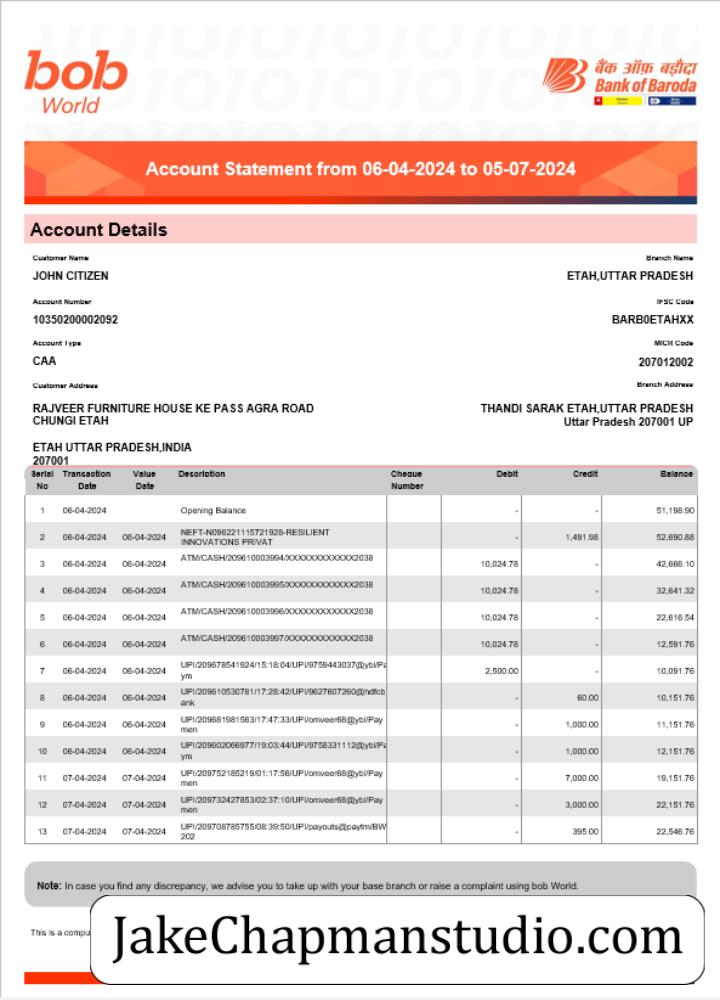 bob
World
बैंक ऑफ़ बड़ौदा
Bank of Baroda
Account Statement from 06-04-2024 to 05-07-2024
Account Details
Customer Name Branch Name
JOHN CITIZEN ETAH,UTTAR PRADESH
Account Number IFSC Code
10350200002092 BARB0ETAHXX
Account Type MICR Code
CAA 207012002
Customer Address Branch Address
RAJVEER FURNITURE HOUSE KE PASS AGRA ROAD THANDI SARAK ETAH,UTTAR PRADESH
CHUNGI ETAH Uttar Pradesh 207001 UP
ETAH UTTAR PRADESH,INDIA
207001
Serial Transaction Value Description Cheque Debit Credit Balance
No Date Date Number
1 06-04-2024 Opening Balance - - 51,198.90
2 06-04-2024 06-04-2024 NEFT-N096221115721928-RESILIENT - 1,491.98 52,690.88
INNOVATIONS PRIVAT
3 06-04-2024 06-04-2024 ATM/CASH/209610003994/XXXXXXXXXXXX2038 10,024.78 - 42,666.10
4 06-04-2024 06-04-2024 ATM/CASH/209610003995/XXXXXXXXXXXX2038 10,024.78 - 32,641.32
5 06-04-2024 06-04-2024 ATM/CASH/209610003996/XXXXXXXXXXXX2038 10,024.78 - 22,616.54
6 06-04-2024 06-04-2024 ATM/CASH/209610003997/XXXXXXXXXXXX2038 10,024.78 - 12,591.76
7 06-04-2024 06-04-2024 UPI/209678541924/15:18:04/UPI/9759443037@ybl/Pa 2,500.00 - 10,091.76
ym
8 06-04-2024 06-04-2024 UPI/209610530781/17:28:42/UPI/9627607260@hdfcb - 60.00 10,151.76
ank
9 06-04-2024 06-04-2024 UPI/209681981563/17:47:33/UPI/omveer68@ybl/Pay - 1,000.00 11,151.76
men
10 06-04-2024 06-04-2024 UPI/209602066977/19:03:44/UPI/9758331112@ybl/Pa - 1,000.00 12,151.76
ym
11 07-04-2024 07-04-2024 UPI/209752185219/01:17:56/UPI/omveer68@ybl/Pay - 7,000.00 19,151.76
men
12 07-04-2024 07-04-2024 UPI/209732427853/02:37:10/UPI/omveer68@ybl/Pay - 3,000.00 22,151.76
men
13 07-04-2024 07-04-2024 UPI/209708785755/08:39:50/UPI/payouts@paytm/BW - 395.00 22,546.76
202
Note: In case you find any discrepancy, we advise you to take up with your base branch or raise a complaint using bob World.
This is a compu
JakeChapmanstudio.com